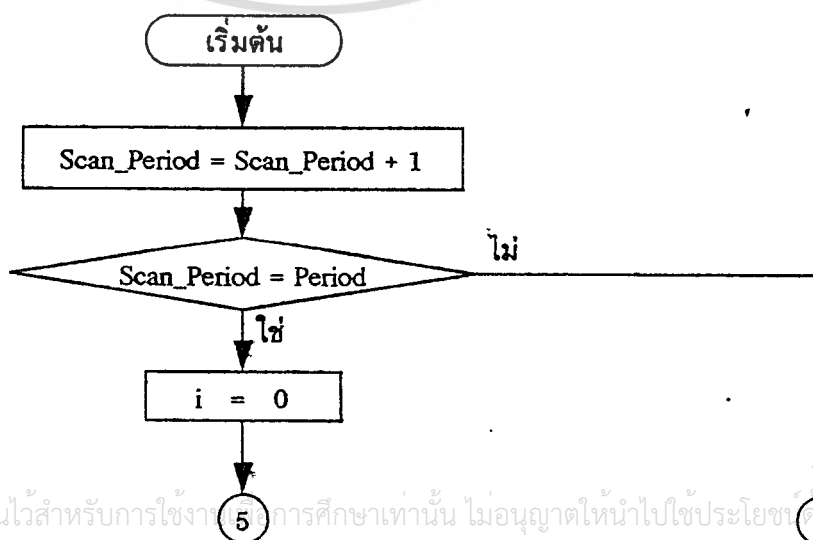 เริ่มต้น
Scan_Period = Scan_Period + 1
Scan_Period = Period
ไม่
ใช่
i = 0
5
สำหรับการใช้งานเพื่อการศึกษาเท่านั้น ไม่อนุญาตให้นำไปใช้ประโยชน์